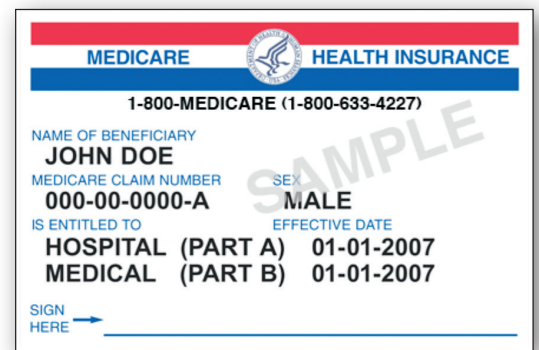 MEDICARE HEALTH INSURANCE
1-800-MEDICARE (1-800-633-4227)
NAME OF BENEFICIARY
JOHN DOE
MEDICARE CLAIM NUMBER SEX
000-00-0000-A MALE
IS ENTITLED TO EFFECTIVE DATE
HOSPITAL (PART A) 01-01-2007
MEDICAL (PART B) 01-01-2007
SIGN
HERE
SAMPLE